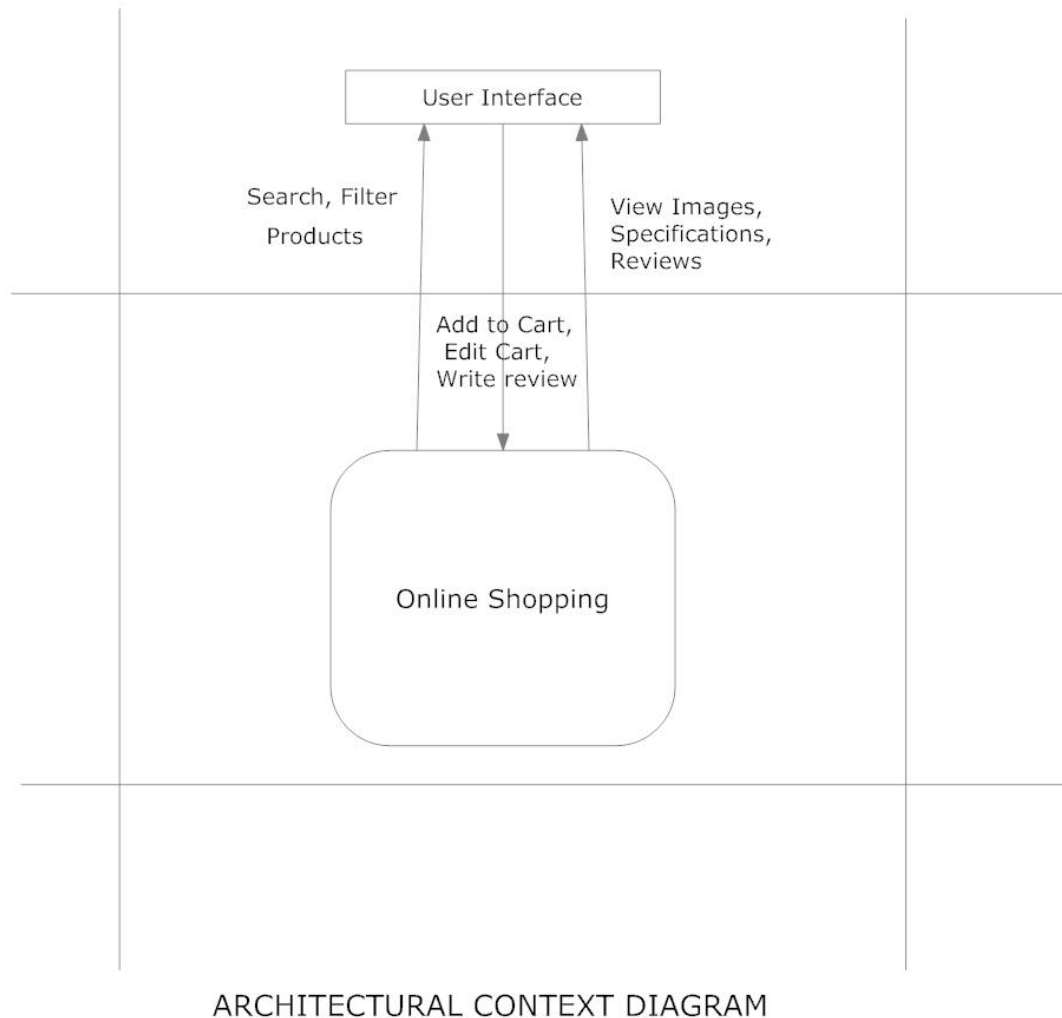 User Interface
Search, Filter
Products
View Images,
Specifications,
Reviews
Add to Cart,
Edit Cart,
Write review
Online Shopping
ARCHITECTURAL CONTEXT DIAGRAM